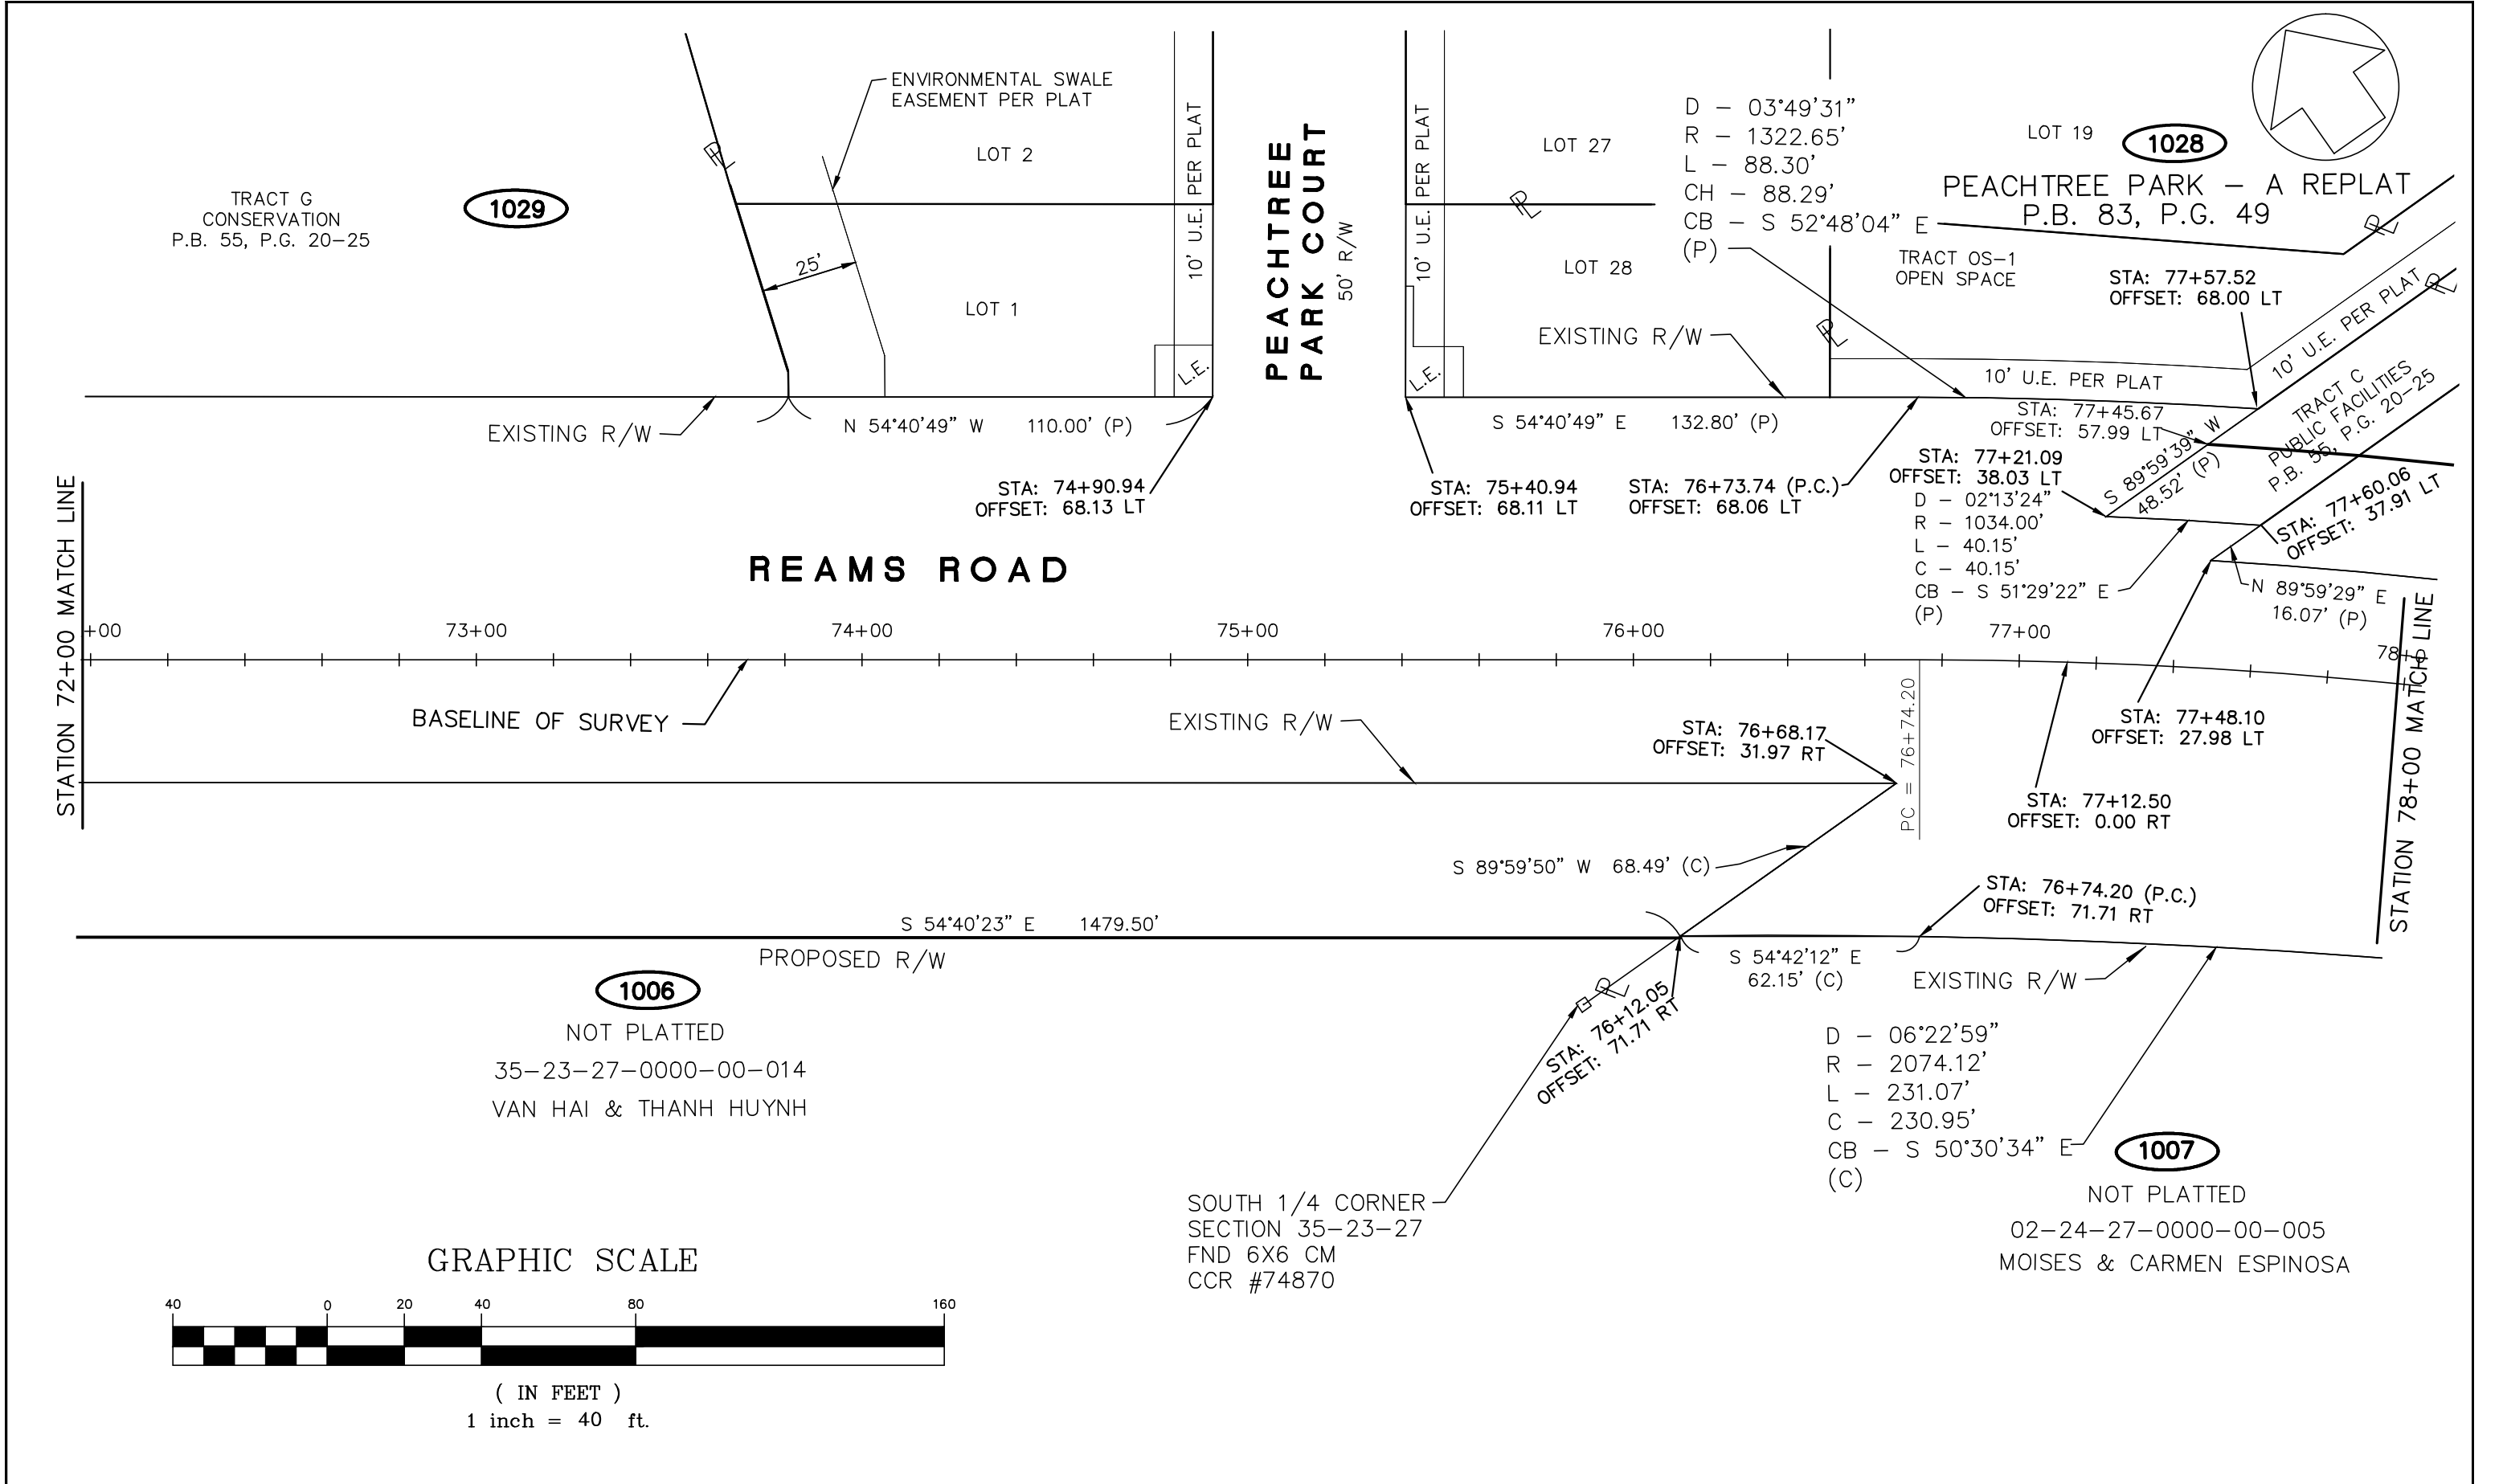 ENVIRONMENTAL SWALE
EASEMENT PER PLAT
LOT 2
TRACT G
CONSERVATION
P.B. 55, P.G. 20-25
1029
25'
LOT 1
10' U.E. PER PLAT
L.E.
PEACHTREE
PARK COURT
50' R/W
10' U.E. PER PLAT
L.E.
LOT 27
LOT 28
D - 03°49'31"
R - 1322.65'
L - 88.30'
CH - 88.29'
CB - S 52°48'04" E
(P)
LOT 19
1028
PEACHTREE PARK - A REPLAT
P.B. 83, P.G. 49
TRACT OS-1
OPEN SPACE
STA: 77+57.52
OFFSET: 68.00 LT
EXISTING R/W
10' U.E. PER PLAT
10' U.E. PER PLAT
TRACT C
PUBLIC FACILITIES
P.B. 55, P.G. 20-25
EXISTING R/W
N 54°40'49" W 110.00' (P)
S 54°40'49" E 132.80' (P)
STA: 77+45.67
OFFSET: 57.99 LT
S 89°59'39" W
48.52' (P)
STA: 74+90.94
OFFSET: 68.13 LT
STA: 75+40.94
OFFSET: 68.11 LT
STA: 76+73.74 (P.C.)
OFFSET: 68.06 LT
STA: 77+21.09
OFFSET: 38.03 LT
D - 02°13'24"
R - 1034.00'
L - 40.15'
C - 40.15'
CB - S 51°29'22" E
(P)
STA: 77+60.06
OFFSET: 37.91 LT
N 89°59'29" E
16.07' (P)
REAMS ROAD
STATION 72+00 MATCH LINE
+00
73+00
74+00
75+00
76+00
77+00
STATION 78+00 MATCH LINE
BASELINE OF SURVEY
EXISTING R/W
STA: 76+68.17
OFFSET: 31.97 RT
PC = 76+74.20
STA: 77+48.10
OFFSET: 27.98 LT
STA: 77+12.50
OFFSET: 0.00 RT
S 89°59'50" W 68.49' (C)
STA: 76+74.20 (P.C.)
OFFSET: 71.71 RT
S 54°40'23" E 1479.50'
PROPOSED R/W
S 54°42'12" E
62.15' (C)
EXISTING R/W
1006
NOT PLATTED
35-23-27-0000-00-014
VAN HAI & THANH HUYNH
STA: 76+12.05
OFFSET: 71.71 RT
D - 06°22'59"
R - 2074.12'
L - 231.07'
C - 230.95'
CB - S 50°30'34" E
(C)
1007
NOT PLATTED
02-24-27-0000-00-005
MOISES & CARMEN ESPINOSA
SOUTH 1/4 CORNER
SECTION 35-23-27
FND 6X6 CM
CCR #74870
GRAPHIC SCALE
40 0 20 40 80 160
( IN FEET )
1 inch = 40 ft.